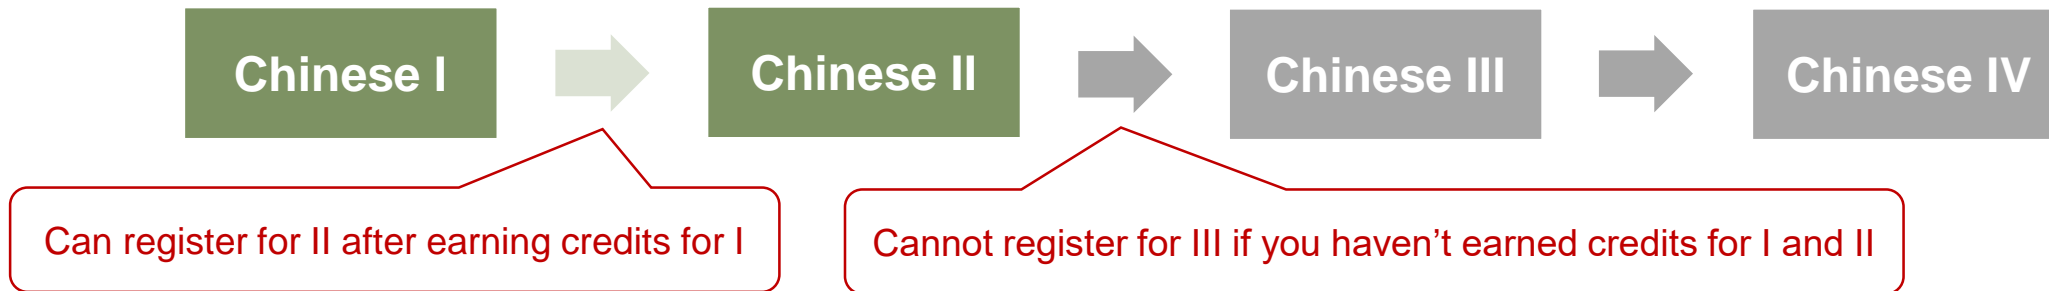 Chinese I
Chinese II
Chinese III
Chinese IV
Can register for II after earning credits for I
Cannot register for III if you haven’t earned credits for I and II